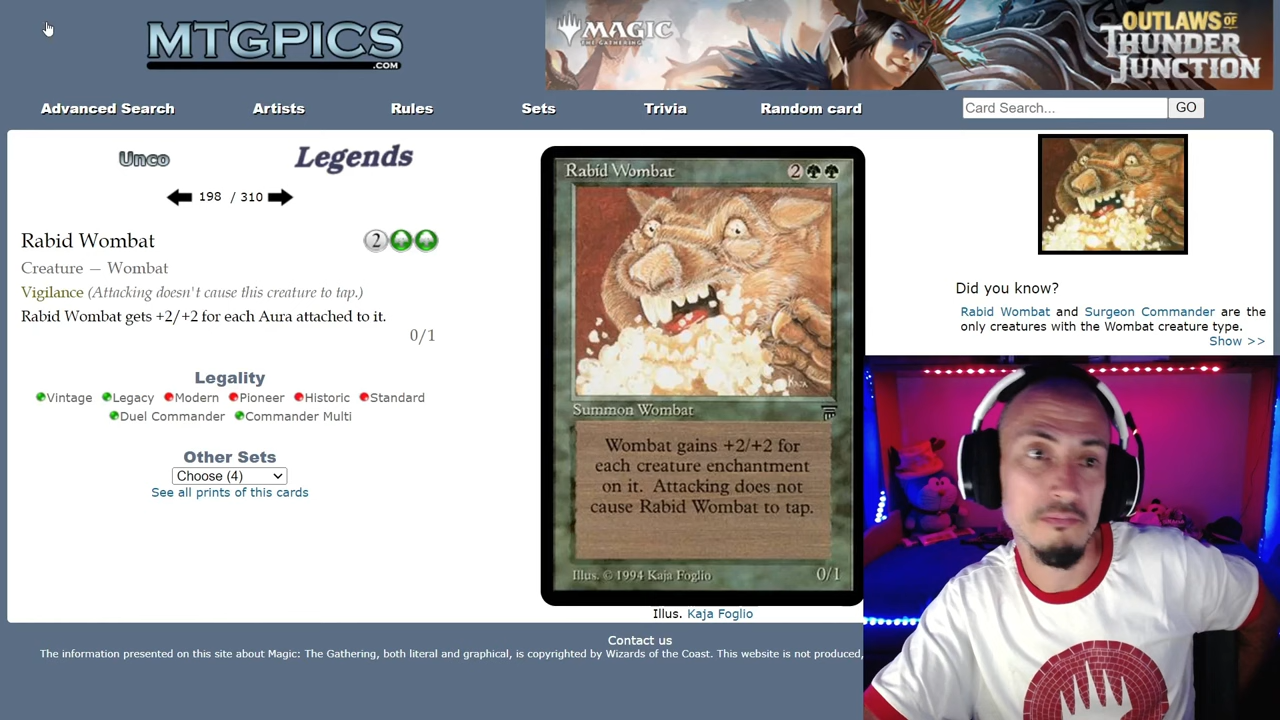 MTGPICS
.COM
MAGIC
THE GATHERING
OUTLAWS OF
THUNDER
JUNCTION
Advanced Search
Artists
Rules
Sets
Trivia
Random card
Card Search...
GO
Unco
Legends
198 / 310
Rabid Wombat
2
Creature — Wombat
Vigilance (Attacking doesn't cause this creature to tap.)
Rabid Wombat gets +2/+2 for each Aura attached to it.
0/1
Legality
Vintage Legacy Modern Pioneer Historic Standard
Duel Commander Commander Multi
Other Sets
Choose (4)
See all prints of this cards
Rabid Wombat 2
KAJA
Summon Wombat
Wombat gains +2/+2 for
each creature enchantment
on it. Attacking does not
cause Rabid Wombat to tap.
Illus. © 1994 Kaja Foglio 0/1
Illus. Kaja Foglio
Did you know?
Rabid Wombat and Surgeon Commander are the
only creatures with the Wombat creature type.
Show >>
Contact us
The information presented on this site about Magic: The Gathering, both literal and graphical, is copyrighted by Wizards of the Coast. This website is not produced,